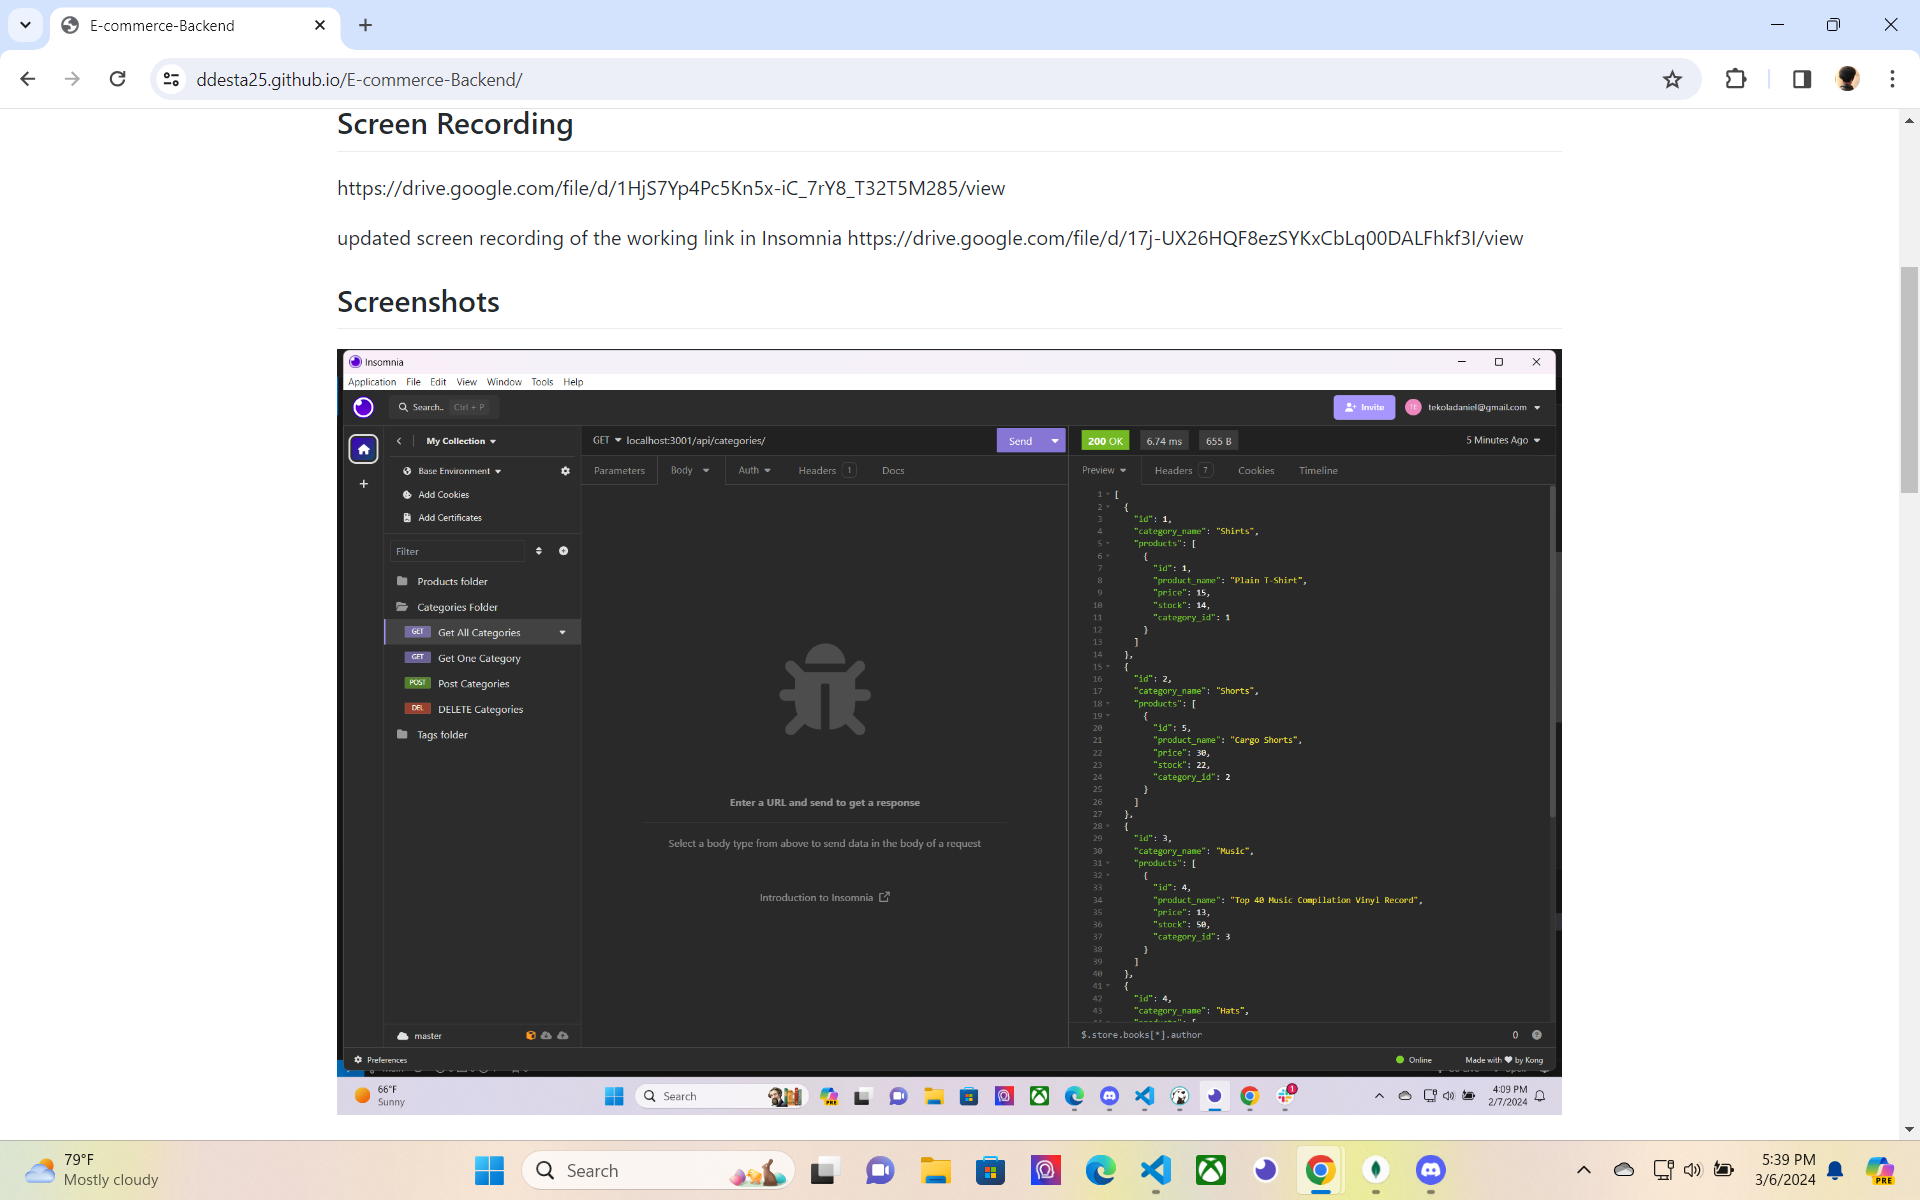 E-commerce-Backend
ddesta25.github.io/E-commerce-Backend/
Screen Recording
https://drive.google.com/file/d/1HjS7Yp4Pc5Kn5x-iC_7rY8_T32T5M285/view
updated screen recording of the working link in Insomnia https://drive.google.com/file/d/17j-UX26HQF8ezSYKxCbLq00DALFhkf3I/view
Screenshots
Insomnia
Application File Edit View Window Tools Help
Search.. Ctrl + P
Invite
TE
tekoladaniel@gmail.com
My Collection
Base Environment
Add Cookies
Add Certificates
Filter
Products folder
Categories Folder
GET Get All Categories
GET Get One Category
POST Post Categories
DEL DELETE Categories
Tags folder
master
GET localhost:3001/api/categories/
Send
Parameters Body Auth Headers 1 Docs
Enter a URL and send to get a response
Select a body type from above to send data in the body of a request
Introduction to Insomnia
200 OK 6.74 ms 655 B 5 Minutes Ago
Preview Headers 7 Cookies Timeline
1 [
2 {
3 "id": 1,
4 "category_name": "Shirts",
5 "products": [
6 {
7 "id": 1,
8 "product_name": "Plain T-Shirt",
9 "price": 15,
10 "stock": 14,
11 "category_id": 1
12 }
13 ]
14 },
15 {
16 "id": 2,
17 "category_name": "Shorts",
18 "products": [
19 {
20 "id": 5,
21 "product_name": "Cargo Shorts",
22 "price": 30,
23 "stock": 22,
24 "category_id": 2
25 }
26 ]
27 },
28 {
29 "id": 3,
30 "category_name": "Music",
31 "products": [
32 {
33 "id": 4,
34 "product_name": "Top 40 Music Compilation Vinyl Record",
35 "price": 13,
36 "stock": 50,
37 "category_id": 3
38 }
39 ]
40 },
41 {
42 "id": 4,
43 "category_name": "Hats",
$.store.books[*].author 0
Preferences
Online Made with ❤ by Kong
66°F
Sunny
Search
PRE
1
4:09 PM
2/7/2024
79°F
Mostly cloudy
Search
5:39 PM
3/6/2024
PRE